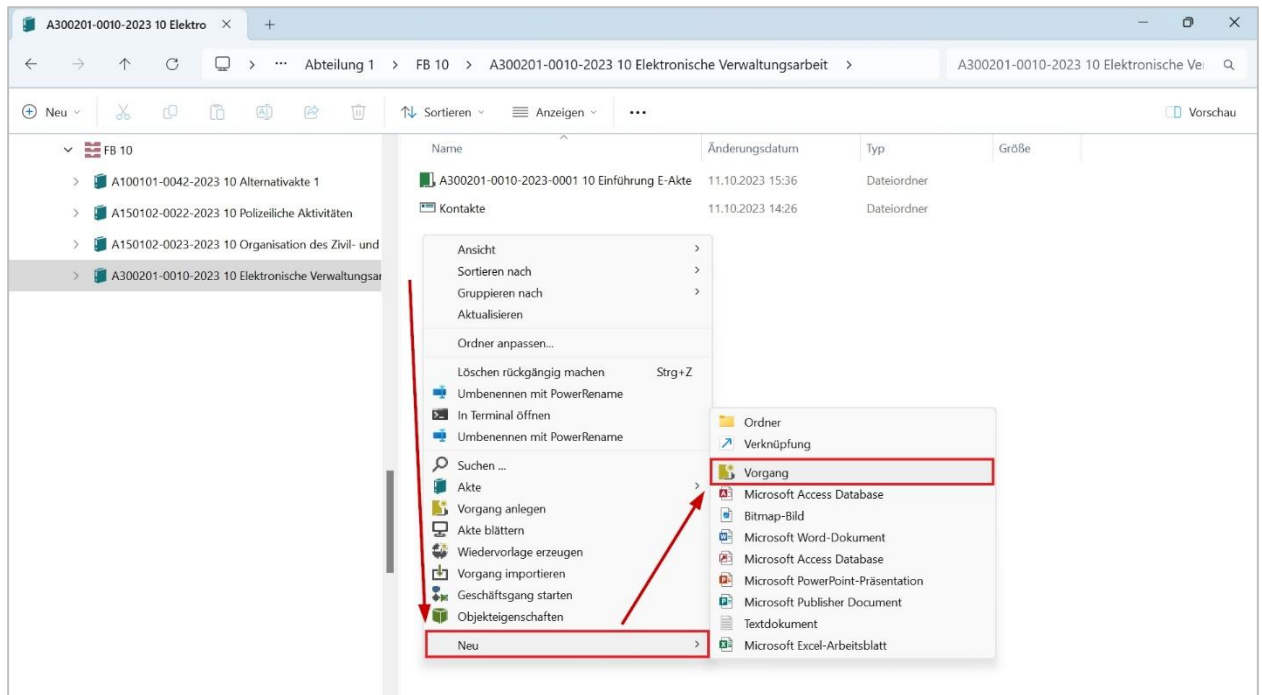 A300201-0010-2023 10 Elektro
Abteilung 1 > FB 10 > A300201-0010-2023 10 Elektronische Verwaltungsarbeit >
A300201-0010-2023 10 Elektronische Ve
Neu
Sortieren
Anzeigen
Vorschau
FB 10
A100101-0042-2023 10 Alternativakte 1
A150102-0022-2023 10 Polizeiliche Aktivitäten
A150102-0023-2023 10 Organisation des Zivil- und
A300201-0010-2023 10 Elektronische Verwaltungsar
Name Änderungsdatum Typ Größe
A300201-0010-2023-0001 10 Einführung E-Akte 11.10.2023 15:36 Dateiordner
Kontakte 11.10.2023 14:26 Dateiordner
Ansicht
Sortieren nach
Gruppieren nach
Aktualisieren
Ordner anpassen...
Löschen rückgängig machen Strg+Z
Umbenennen mit PowerRename
In Terminal öffnen
Umbenennen mit PowerRename
Suchen ...
Akte
Vorgang anlegen
Akte blättern
Wiedervorlage erzeugen
Vorgang importieren
Geschäftsgang starten
Objekteigenschaften
Neu
Ordner
Verknüpfung
Vorgang
Microsoft Access Database
Bitmap-Bild
Microsoft Word-Dokument
Microsoft Access Database
Microsoft PowerPoint-Präsentation
Microsoft Publisher Document
Textdokument
Microsoft Excel-Arbeitsblatt